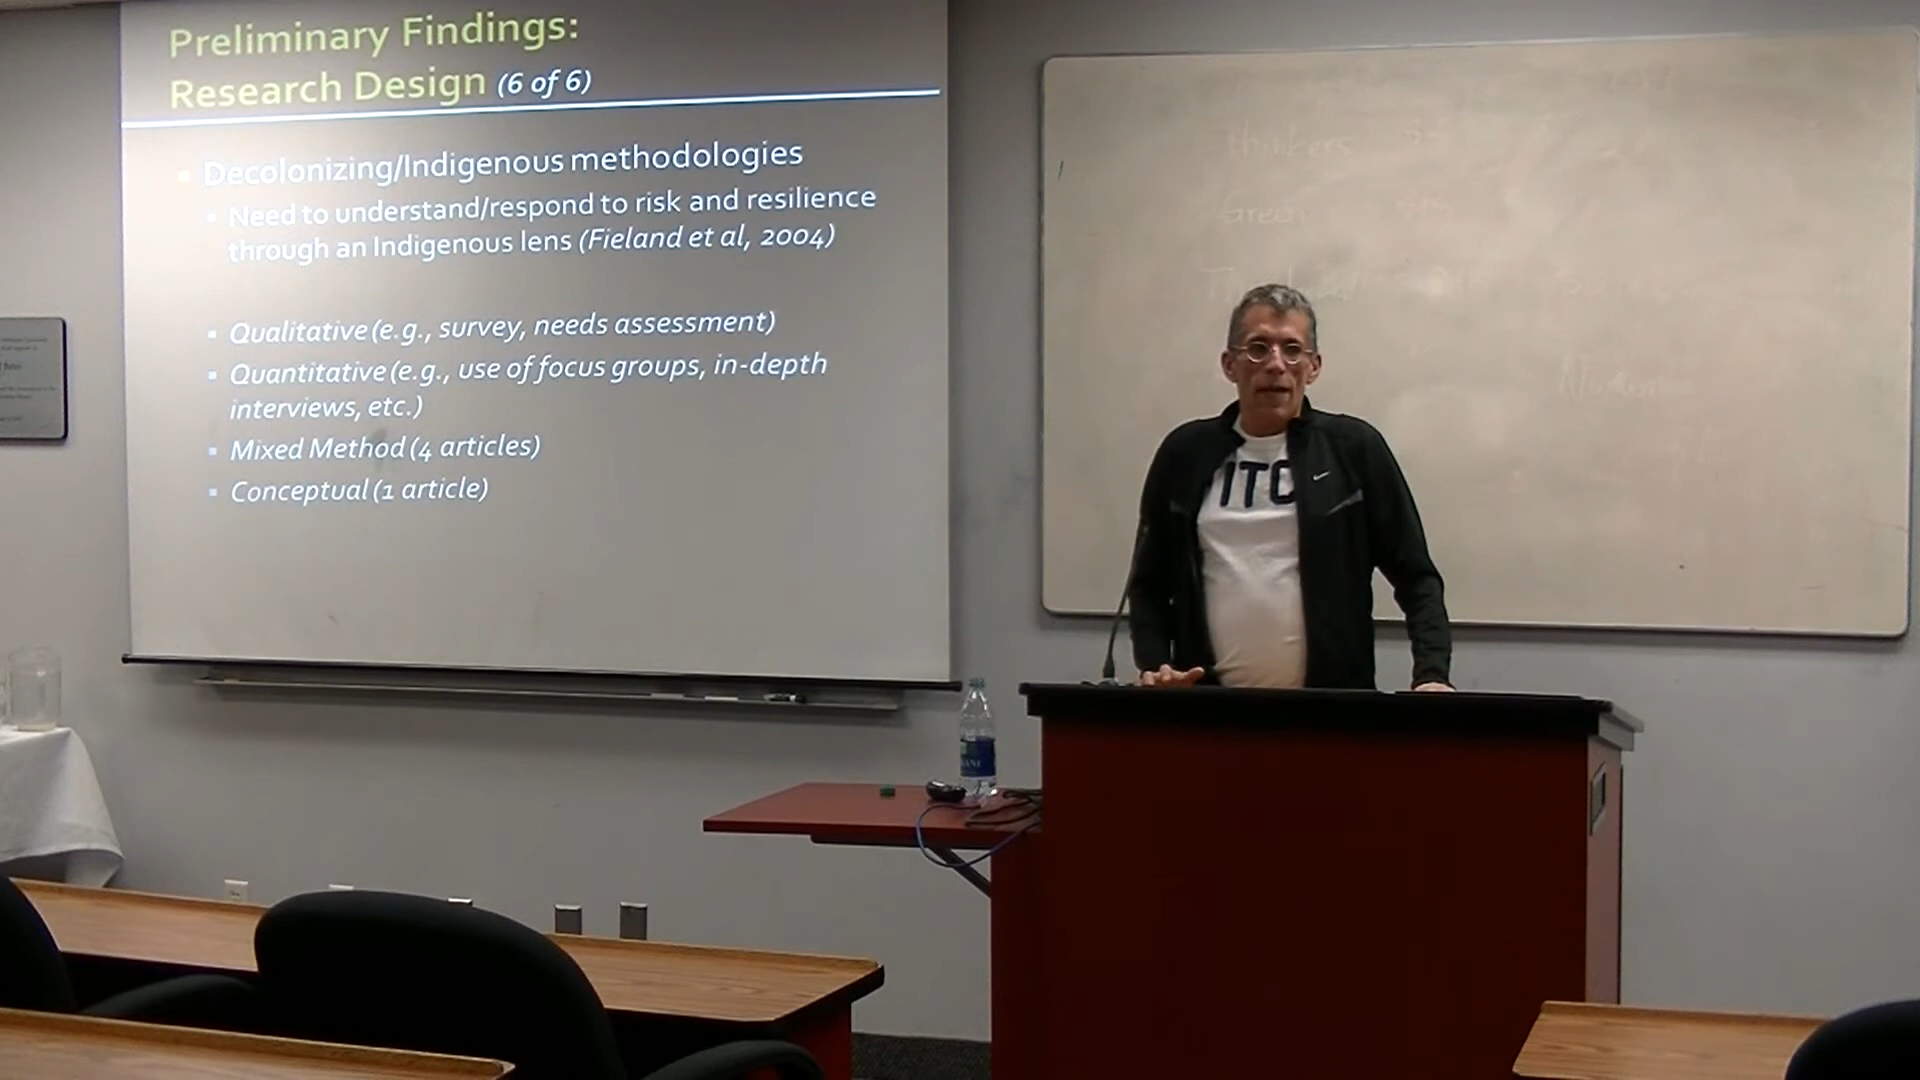 Preliminary Findings:
Research Design (6 of 6)
Decolonizing/Indigenous methodologies
Need to understand/respond to risk and resilience
through an Indigenous lens (Fieland et al, 2004)
Qualitative (e.g., survey, needs assessment)
Quantitative (e.g., use of focus groups, in-depth
interviews, etc.)
Mixed Method (4 articles)
Conceptual (1 article)
thinkers
Green
ITC